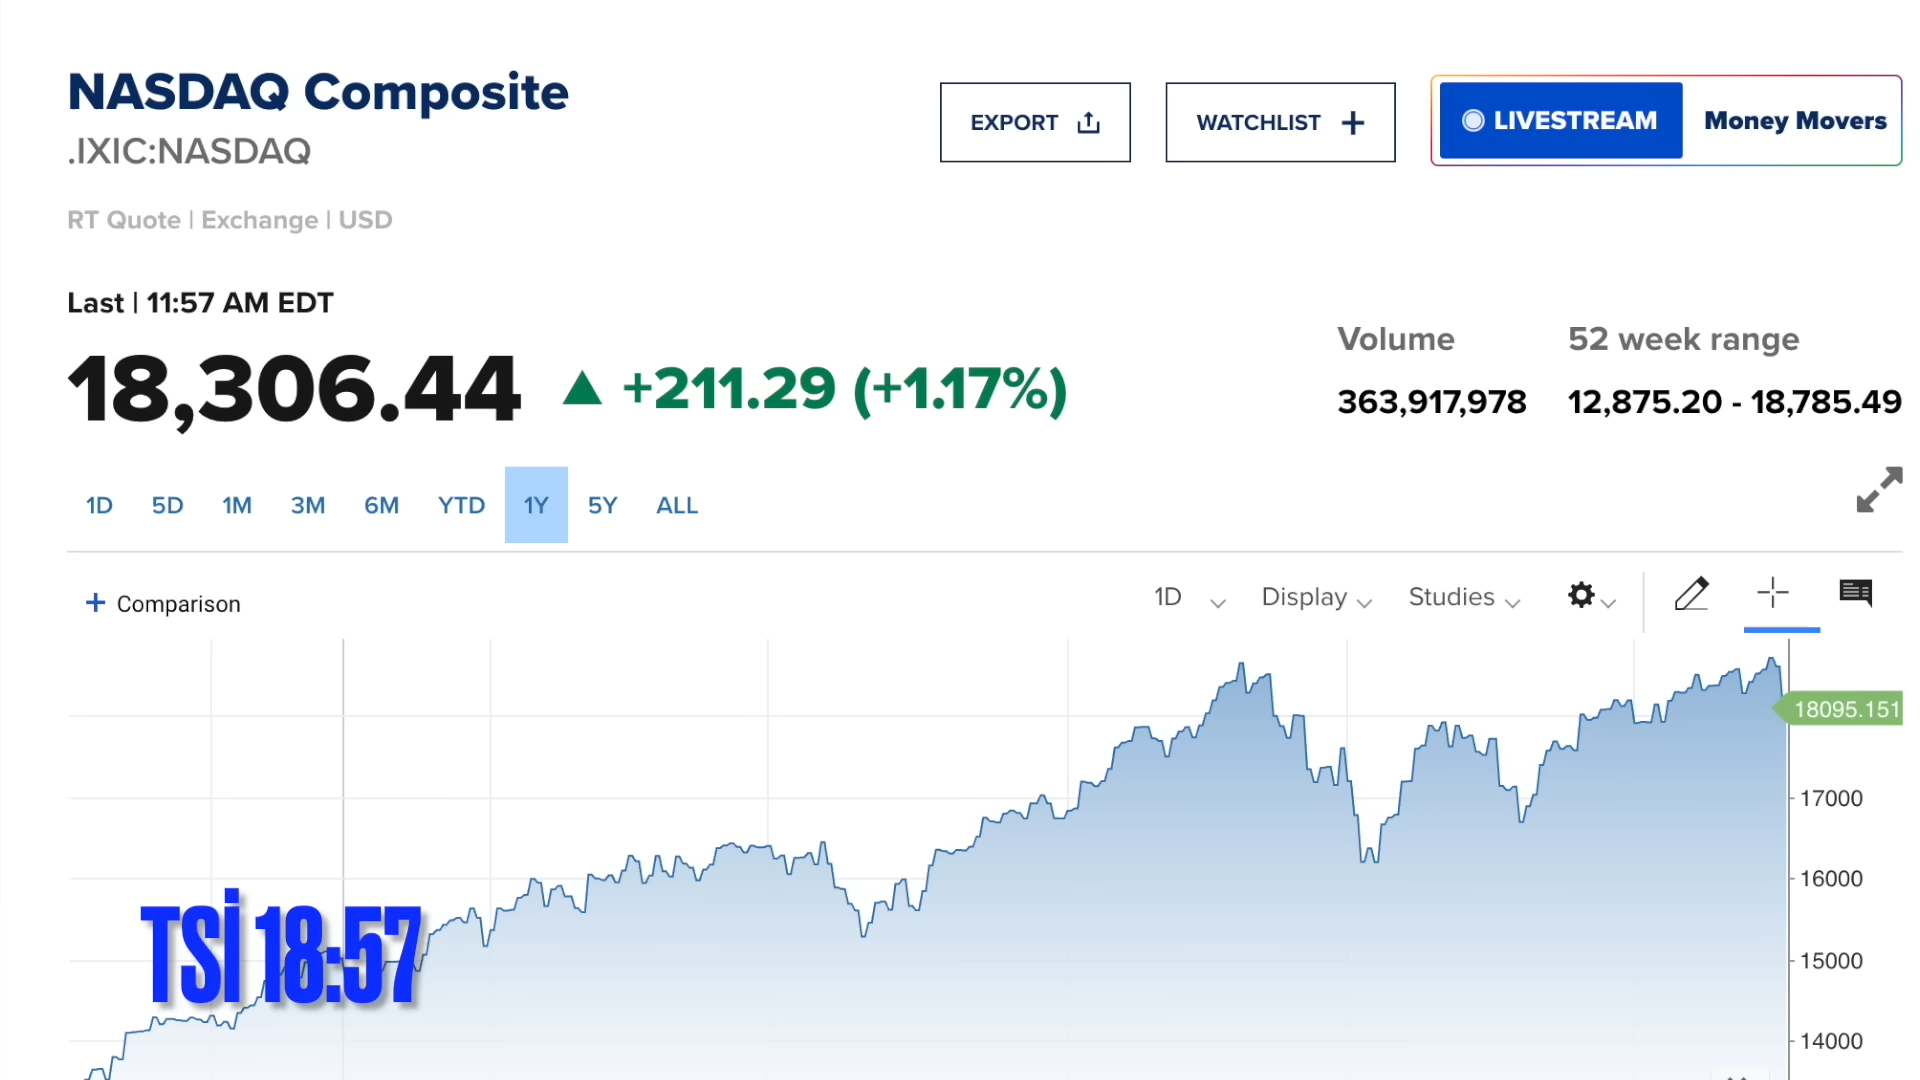 NASDAQ Composite
.IXIC:NASDAQ
RT Quote | Exchange | USD
EXPORT
WATCHLIST +
LIVESTREAM
Money Movers
Last | 11:57 AM EDT
18,306.44
+211.29 (+1.17%)
Volume
363,917,978
52 week range
12,875.20 - 18,785.49
1D 5D 1M 3M 6M YTD 1Y 5Y ALL
+ Comparison
1D Display Studies
18095.151
17000
16000
15000
14000
TSİ 18:57